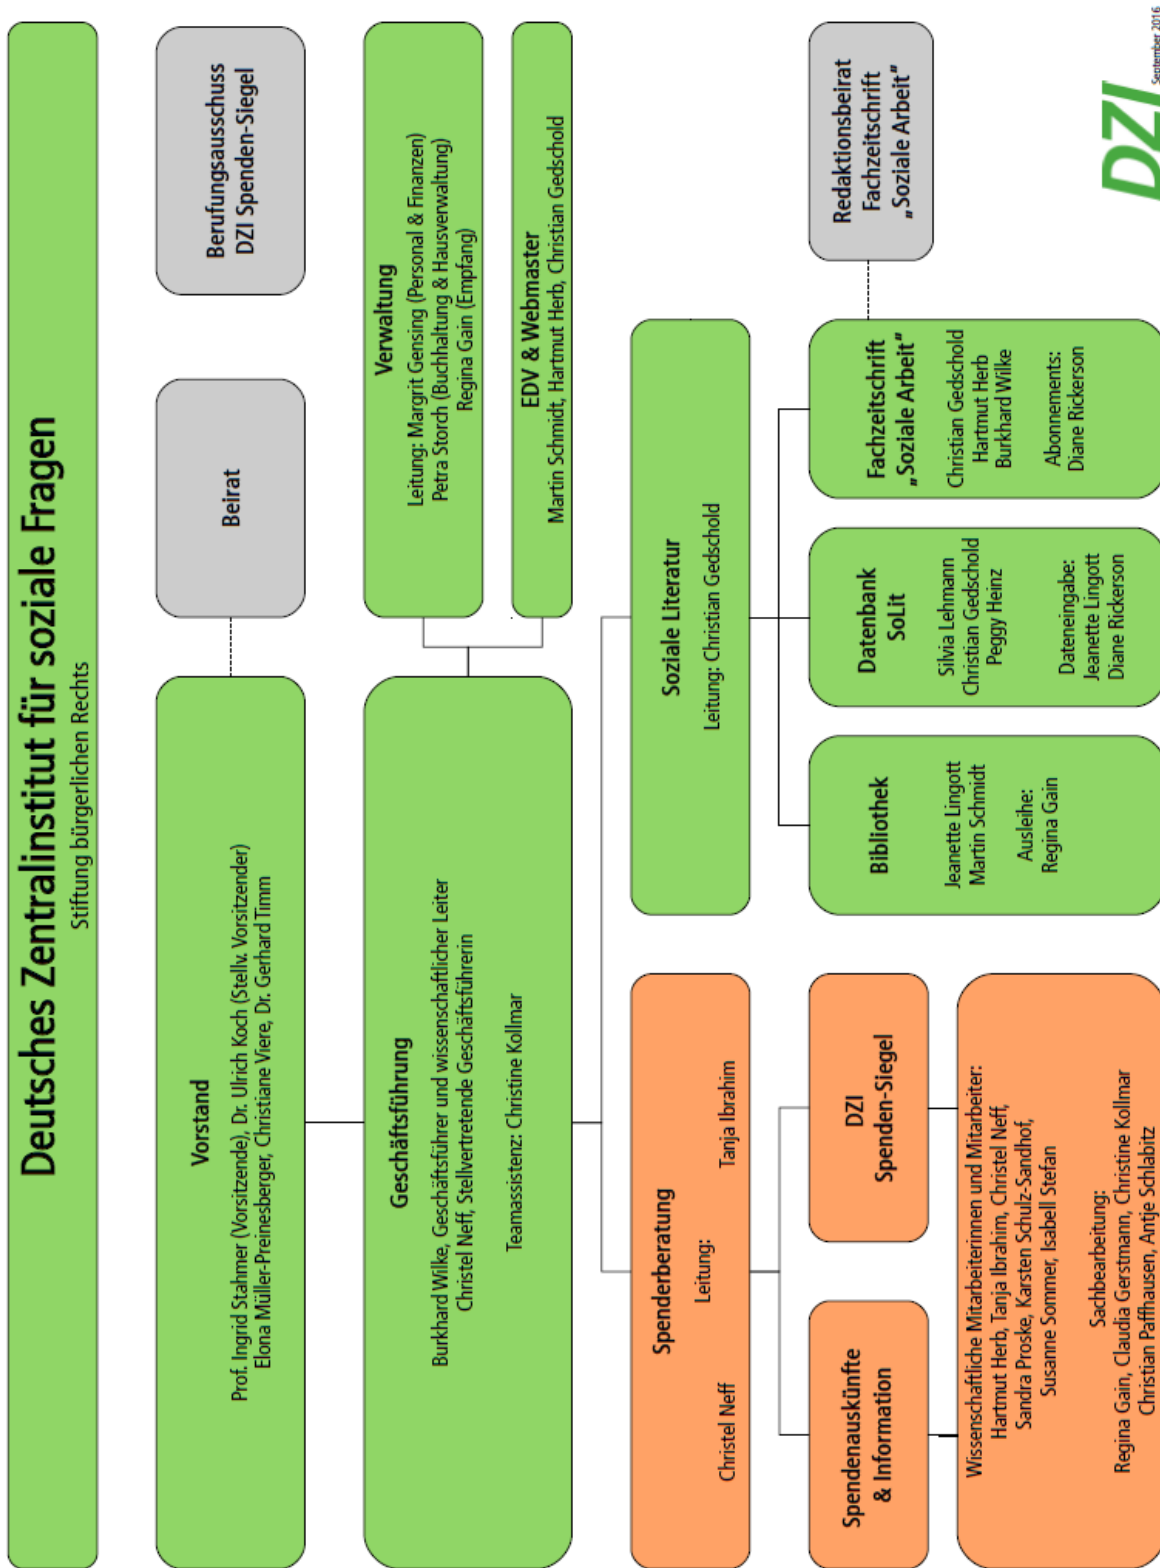 Deutsches Zentralinstitut für soziale Fragen
Stiftung bürgerlichen Rechts
Vorstand
Prof. Ingrid Stahmer (Vorsitzende), Dr. Ulrich Koch (Stellv. Vorsitzender)
Elona Müller-Preinesberger, Christiane Viere, Dr. Gerhard Timm
Beirat
Berufungsausschuss
DZI Spenden-Siegel
Geschäftsführung
Burkhard Wilke, Geschäftsführer und wissenschaftlicher Leiter
Christel Neff, Stellvertretende Geschäftsführerin
Teamassistenz: Christine Kollmar
Verwaltung
Leitung: Margrit Gensing (Personal & Finanzen)
Petra Storch (Buchhaltung & Hausverwaltung)
Regina Gain (Empfang)
EDV & Webmaster
Martin Schmidt, Hartmut Herb, Christian Gedschold
Spenderberatung
Leitung:
Christel Neff Tanja Ibrahim
Spendenauskünfte
& Information
DZI
Spenden-Siegel
Wissenschaftliche Mitarbeiterinnen und Mitarbeiter:
Hartmut Herb, Tanja Ibrahim, Christel Neff,
Sandra Proske, Karsten Schulz-Sandhof,
Susanne Sommer, Isabell Stefan
Sachbearbeitung:
Regina Gain, Claudia Gerstmann, Christine Kollmar
Christian Paffhausen, Antje Schlabitz
Soziale Literatur
Leitung: Christian Gedschold
Bibliothek
Jeanette Lingott
Martin Schmidt
Ausleihe:
Regina Gain
Datenbank
SoLit
Silvia Lehmann
Christian Gedschold
Peggy Heinz
Dateneingabe:
Jeanette Lingott
Diane Rickerson
Fachzeitschrift
„Soziale Arbeit"
Christian Gedschold
Hartmut Herb
Burkhard Wilke
Abonnements:
Diane Rickerson
Redaktionsbeirat
Fachzeitschrift
„Soziale Arbeit"
DZI
September 2016